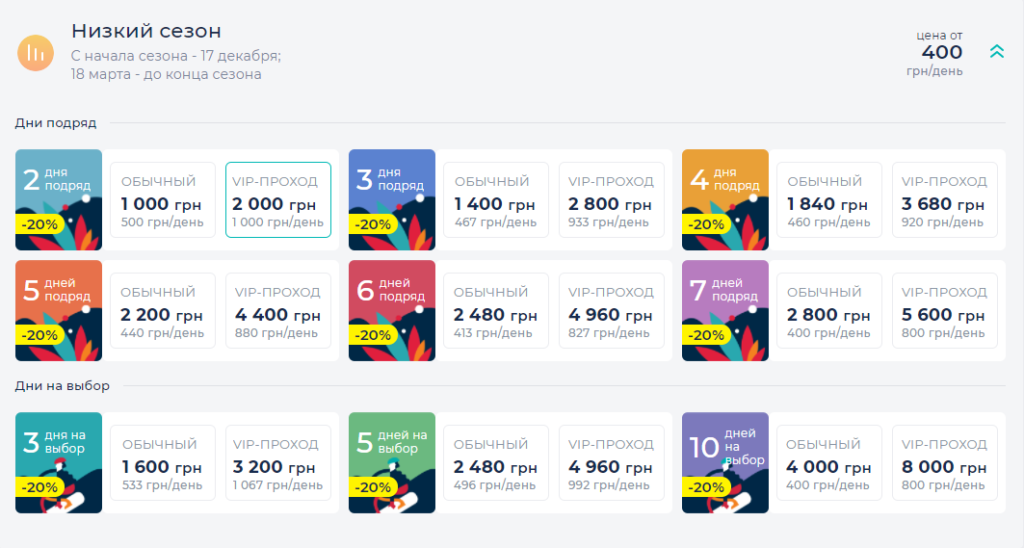 Низкий сезон
С начала сезона - 17 декабря;
18 марта - до конца сезона
цена от
400
грн/день
Дни подряд
2 дня подряд
-20%
ОБЫЧНЫЙ
1 000 грн
500 грн/день
VIP-ПРОХОД
2 000 грн
1 000 грн/день
3 дня подряд
-20%
ОБЫЧНЫЙ
1 400 грн
467 грн/день
VIP-ПРОХОД
2 800 грн
933 грн/день
4 дня подряд
-20%
ОБЫЧНЫЙ
1 840 грн
460 грн/день
VIP-ПРОХОД
3 680 грн
920 грн/день
5 дней подряд
-20%
ОБЫЧНЫЙ
2 200 грн
440 грн/день
VIP-ПРОХОД
4 400 грн
880 грн/день
6 дней подряд
-20%
ОБЫЧНЫЙ
2 480 грн
413 грн/день
VIP-ПРОХОД
4 960 грн
827 грн/день
7 дней подряд
-20%
ОБЫЧНЫЙ
2 800 грн
400 грн/день
VIP-ПРОХОД
5 600 грн
800 грн/день
Дни на выбор
3 дня на выбор
-20%
ОБЫЧНЫЙ
1 600 грн
533 грн/день
VIP-ПРОХОД
3 200 грн
1 067 грн/день
5 дней на выбор
-20%
ОБЫЧНЫЙ
2 480 грн
496 грн/день
VIP-ПРОХОД
4 960 грн
992 грн/день
10 дней на выбор
-20%
ОБЫЧНЫЙ
4 000 грн
400 грн/день
VIP-ПРОХОД
8 000 грн
800 грн/день